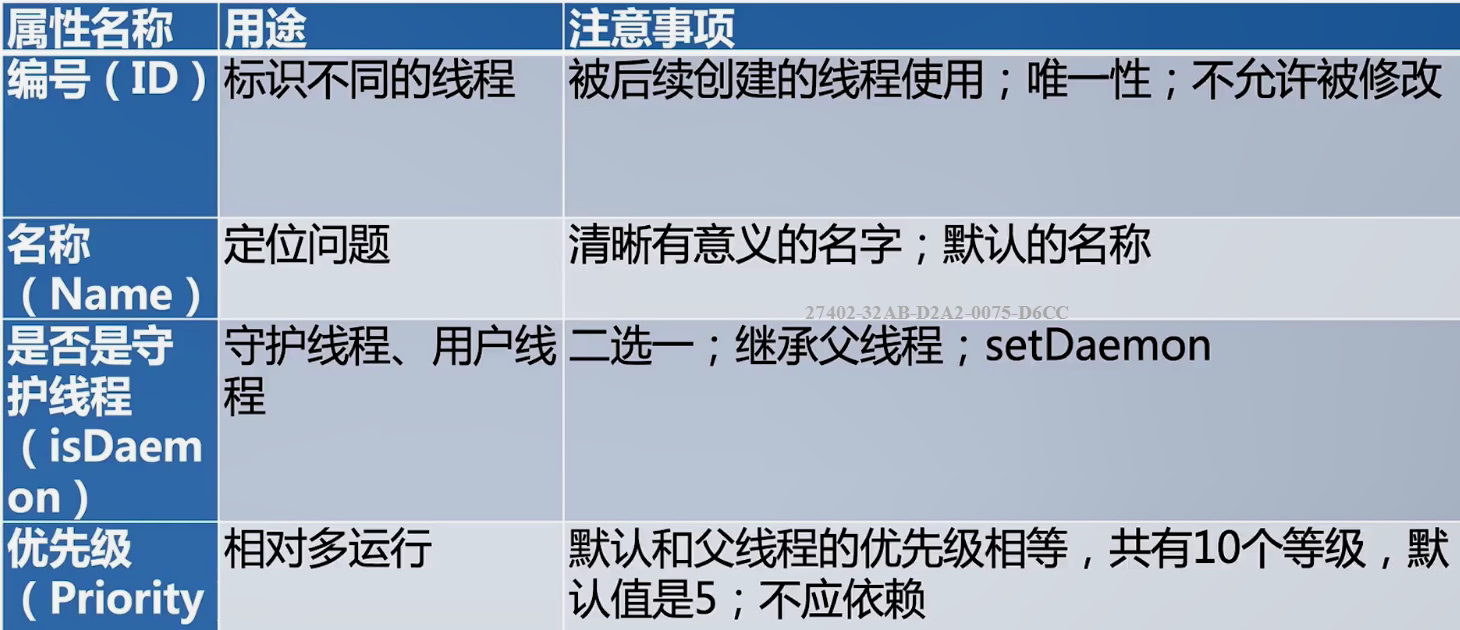 属性名称 用途 注意事项
编号（ID） 标识不同的线程 被后续创建的线程使用；唯一性；不允许被修改
名称 定位问题 清晰有意义的名字；默认的名称
（Name）
27402-32AB-D2A2-0075-D6CC
是否是守 守护线程、用户线 二选一；继承父线程；setDaemon
护线程 程
（isDaem
on）
优先级 相对多运行 默认和父线程的优先级相等，共有10个等级，默
（Priority 认值是5；不应依赖